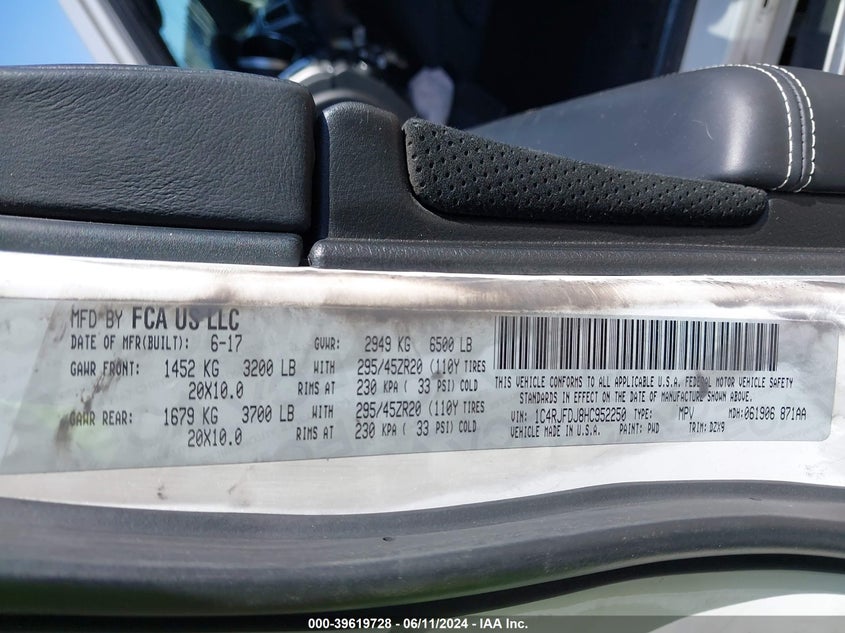 MFD BY FCA US LLC
DATE OF MFR(BUILT): 6-17 GVWR: 2949 KG 6500 LB
GAWR FRONT: 1452 KG 3200 LB WITH 295/45ZR20 (110Y TIRES
20X10.0 RIMS AT 230 KPA ( 33 PSI) COLD
GAWR REAR: 1679 KG 3700 LB WITH 295/45ZR20 (110Y TIRES
20X10.0 RIMS AT 230 KPA ( 33 PSI) COLD
THIS VEHICLE CONFORMS TO ALL APPLICABLE U.S.A. FEDERAL MOTOR VEHICLE SAFETY
STANDARDS IN EFFECT ON THE DATE OF MANUFACTURE SHOWN ABOVE.
VIN: 1C4RJFDJ8HC952250 TYPE: MPV MDH: 061906 871AA
VEHICLE MADE IN U.S.A. PAINT: PWD TRIM: DZX9
000-39619728 - 06/11/2024 - IAA Inc.